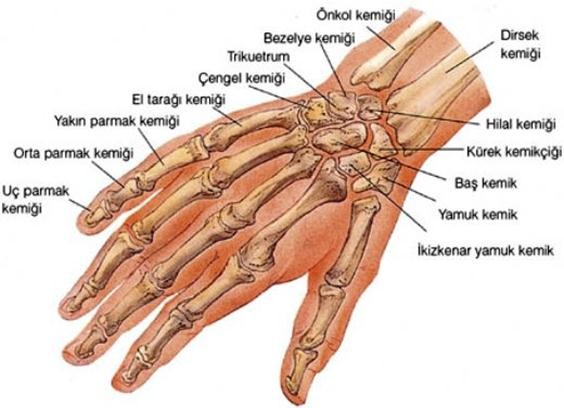 Önkol kemiği
Bezelye kemiği
Trikuetrum
Çengel kemiği
El tarağı kemiği
Yakın parmak kemiği
Orta parmak kemiği
Uç parmak
kemiği
Dirsek
kemiği
Hilal kemiği
Kürek kemikçiği
Baş kemik
Yamuk kemik
İkizkenar yamuk kemik